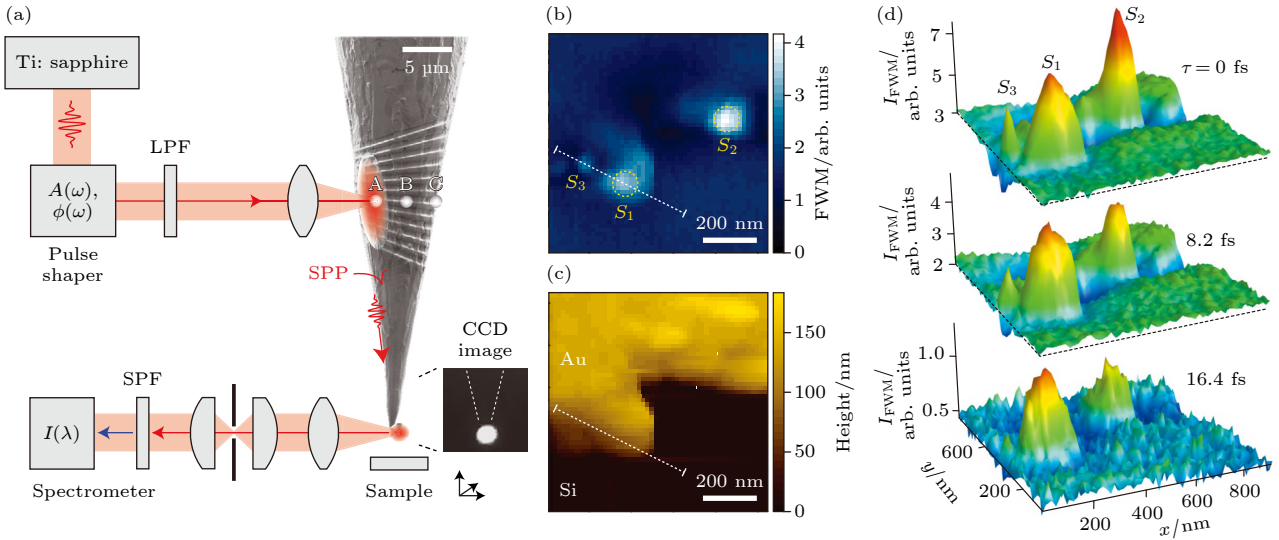 (a)
Ti: sapphire
5 μm
LPF
A(ω),
ϕ(ω)
Pulse
shaper
A
B
C
SPP
CCD
image
SPF
I(λ)
Spectrometer
Sample
(b)
S3
S1
S2
200 nm
4
3
2
1
0
FWM/arb. units
(c)
Au
Si
200 nm
150
100
50
0
Height/nm
(d)
7
5
3
IFWM/
arb. units
S3
S1
S2
τ = 0 fs
4
3
2
IFWM/
arb. units
8.2 fs
1.0
0.5
IFWM/
arb. units
16.4 fs
600
200
y/nm
200
400
600
800
x/nm